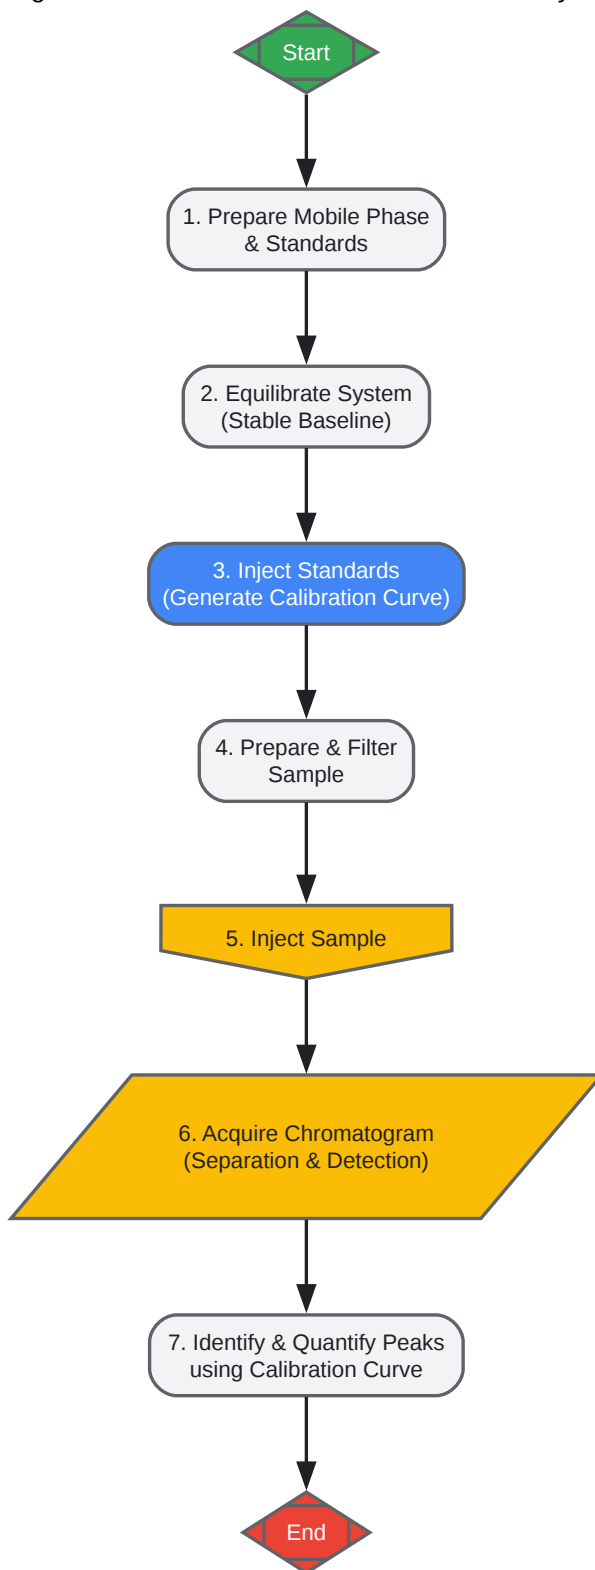 Start
1. Prepare Mobile Phase
& Standards
2. Equilibrate System
(Stable Baseline)
3. Inject Standards
(Generate Calibration Curve)
4. Prepare & Filter
Sample
5. Inject Sample
6. Acquire Chromatogram
(Separation & Detection)
7. Identify & Quantify Peaks
using Calibration Curve
End